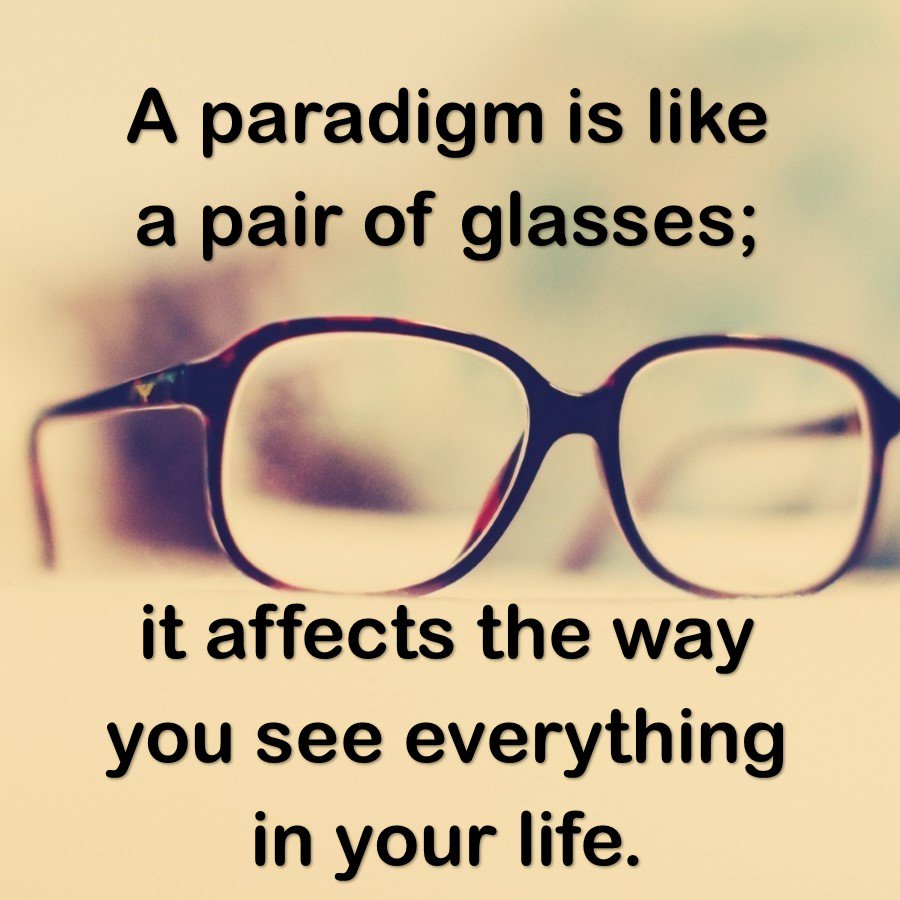 A paradigm is like
a pair of glasses;
it affects the way
you see everything
in your life.